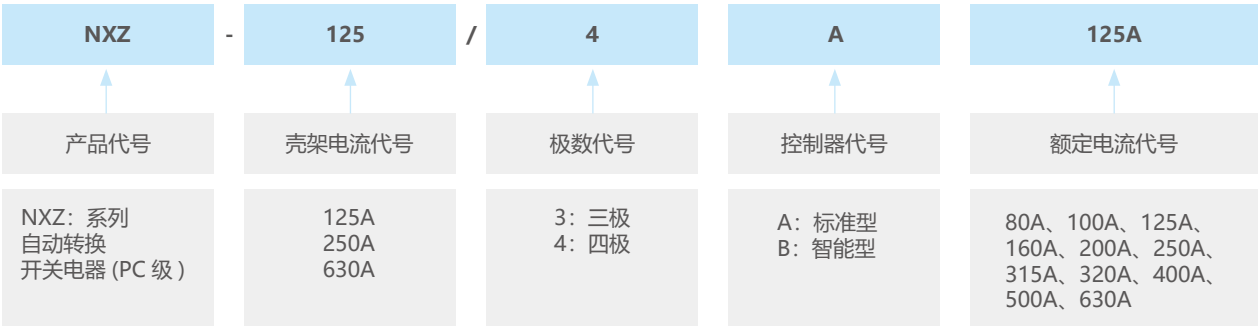 NXZ - 125 / 4 A 125A
产品代号 壳架电流代号 极数代号 控制器代号 额定电流代号
NXZ：系列
自动转换
开关电器 (PC 级 )
125A
250A
630A
3：三极
4：四极
A：标准型
B：智能型
80A、100A、125A、
160A、200A、250A、
315A、320A、400A、
500A、630A